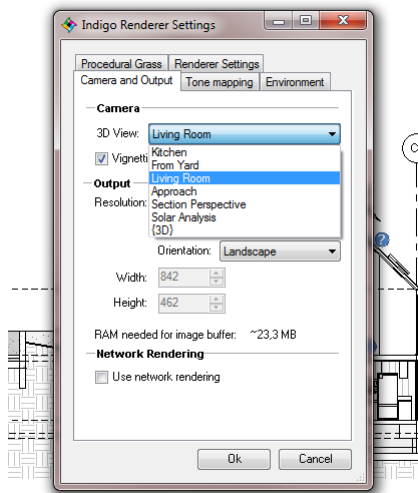 Indigo Renderer Settings
Procedural Grass Renderer Settings
Camera and Output Tone mapping Environment
Camera
3D View: Living Room
Kitchen
Vignetti
From Yard
Living Room
Output
Approach
Resolution: Section Perspective
Solar Analysis
{3D}
Orientation: Landscape
Width: 842
Height: 462
RAM needed for image buffer: ~23,3 MB
Network Rendering
Use network rendering
Ok Cancel